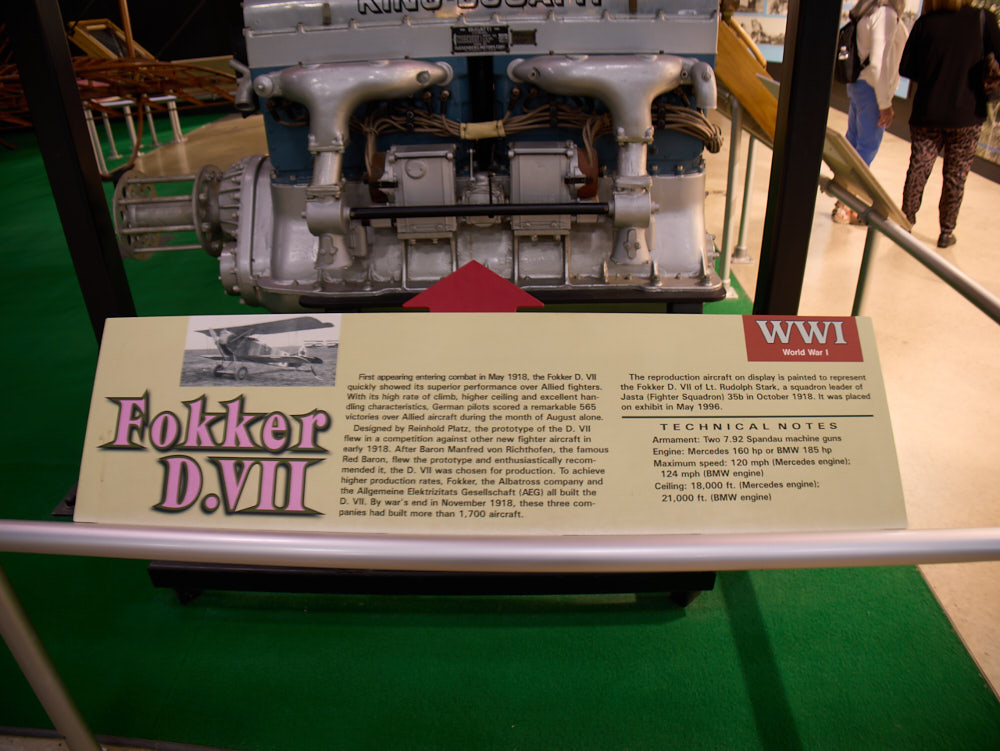 KING-BUGATTI
Fokker
D.VII
First appearing entering combat in May 1918, the Fokker D. VII
quickly showed its superior performance over Allied fighters.
With its high rate of climb, higher ceiling and excellent han-
dling characteristics, German pilots scored a remarkable 565
victories over Allied aircraft during the month of August alone.
Designed by Reinhold Platz, the prototype of the D. VII
flew in a competition against other new fighter aircraft in
early 1918. After Baron Manfred von Richthofen, the famous
Red Baron, flew the prototype and enthusiastically recom-
mended it, the D. VII was chosen for production. To achieve
higher production rates, Fokker, the Albatross company and
the Allgemeine Elektrizitats Gesellschaft (AEG) all built the
D. VII. By war's end in November 1918, these three com-
panies had built more than 1,700 aircraft.
WWI
World War I
The reproduction aircraft on display is painted to represent
the Fokker D. VII of Lt. Rudolph Stark, a squadron leader of
Jasta (Fighter Squadron) 35b in October 1918. It was placed
on exhibit in May 1996.
TECHNICAL NOTES
Armament: Two 7.92 Spandau machine guns
Engine: Mercedes 160 hp or BMW 185 hp
Maximum speed: 120 mph (Mercedes engine);
124 mph (BMW engine)
Ceiling: 18,000 ft. (Mercedes engine);
21,000 ft. (BMW engine)